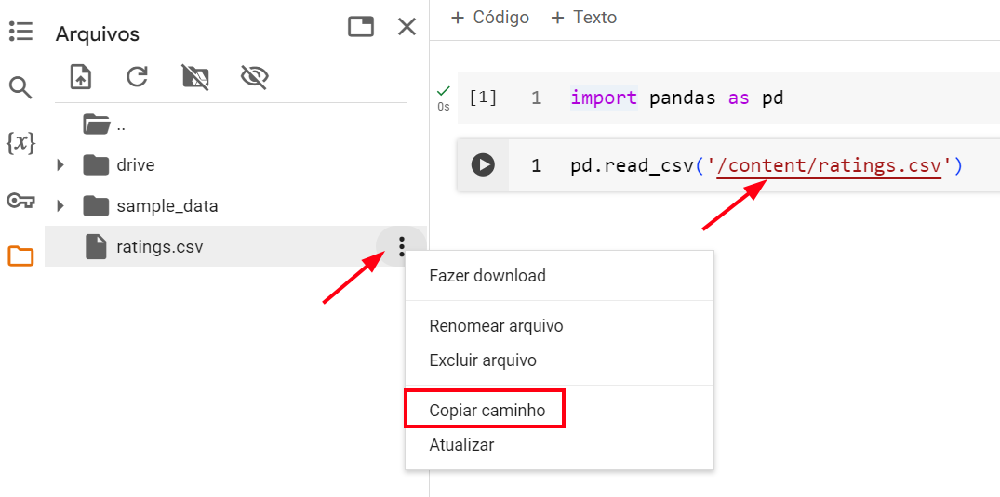 Arquivos
{x}
..
drive
sample_data
ratings.csv
+ Código + Texto
0s
[1] 1 import pandas as pd
1 pd.read_csv('/content/ratings.csv')
Fazer download
Renomear arquivo
Excluir arquivo
Copiar caminho
Atualizar